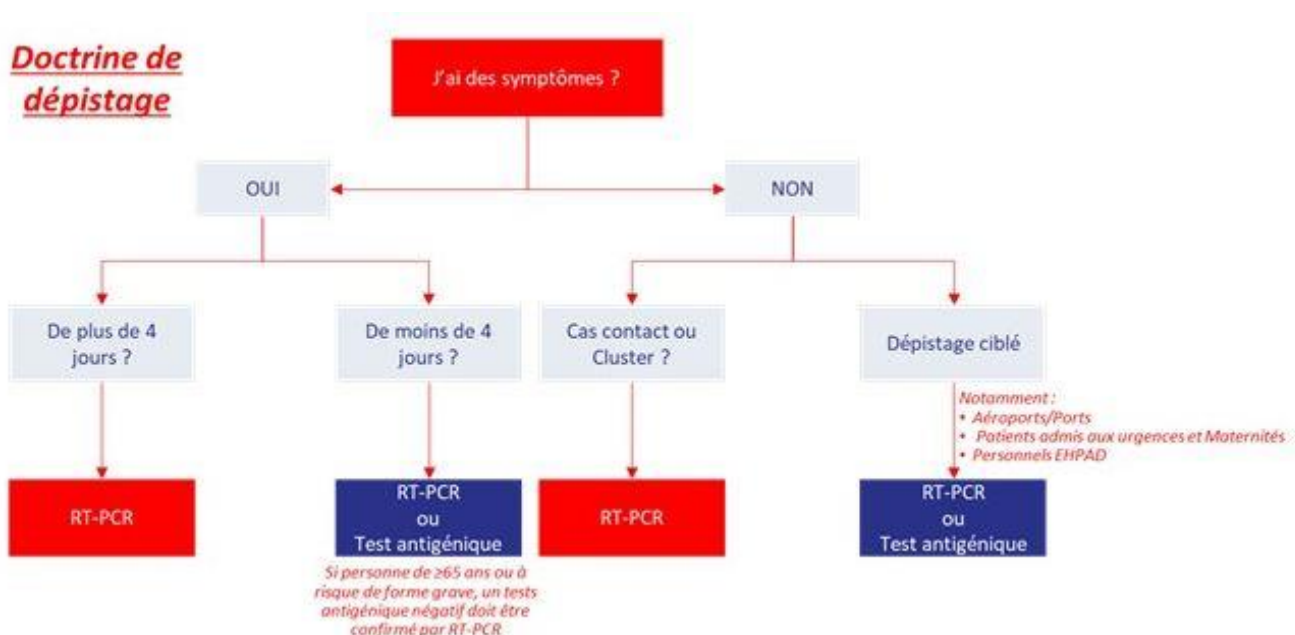 Doctrine de
dépistage
J'ai des symptômes ?
OUI
NON
De plus de 4
jours ?
De moins de 4
jours ?
Cas contact ou
Cluster ?
Dépistage ciblé
Notamment :
• Aéroports/Ports
• Patients admis aux urgences et Maternités
• Personnels EHPAD
RT-PCR
RT-PCR
ou
Test antigénique
RT-PCR
RT-PCR
ou
Test antigénique
Si personne de ≥65 ans ou à
risque de forme grave, un tests
antigénique négatif doit être
confirmé par RT-PCR